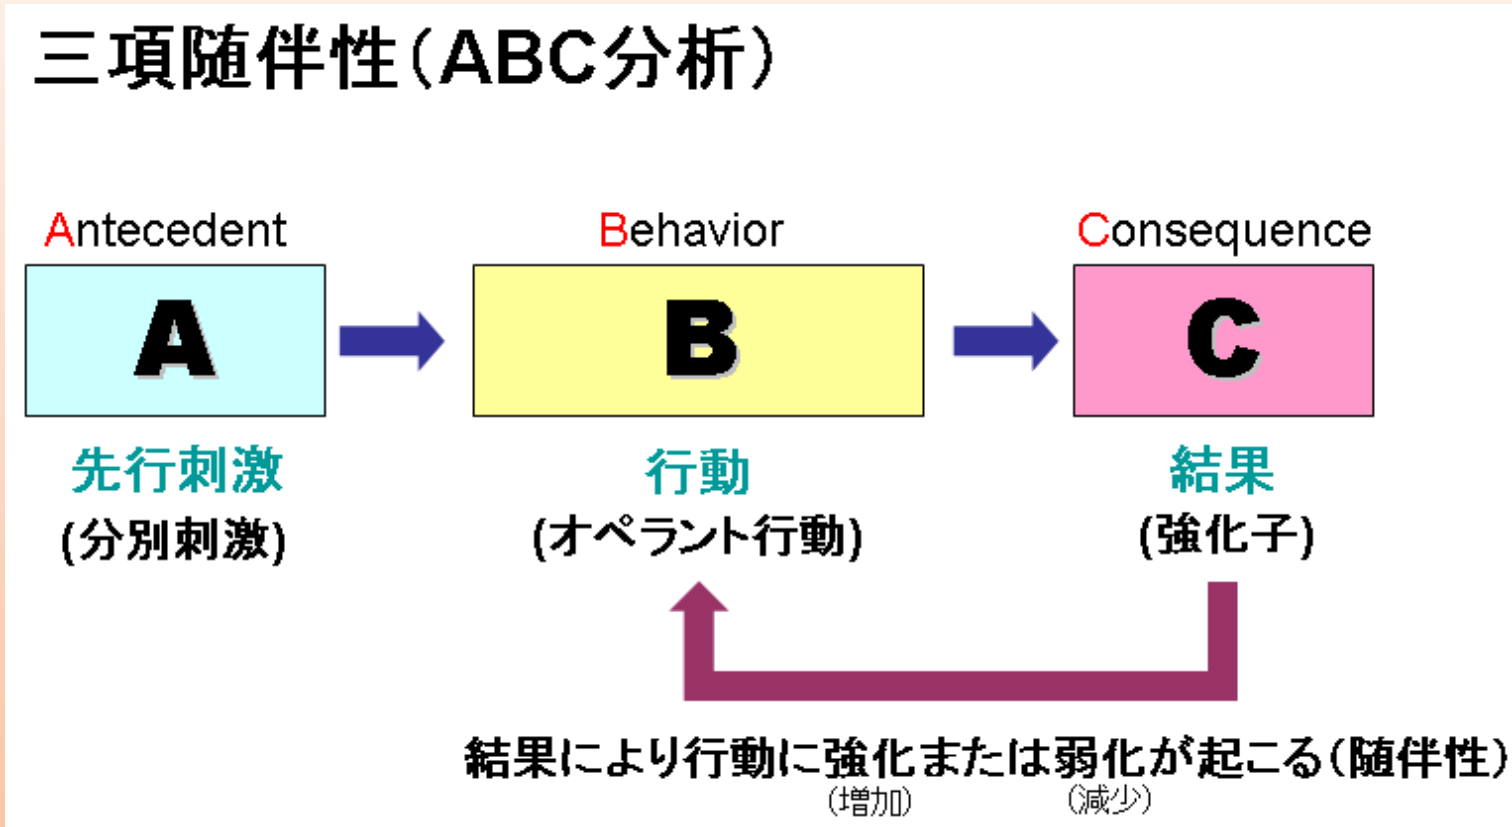 三項随伴性(ABC分析)
Antecedent Behavior Consequence
A B C
先行刺激 行動 結果
(分別刺激) (オペラント行動) (強化子)
結果により行動に強化または弱化が起こる(随伴性)
(増加) (減少)